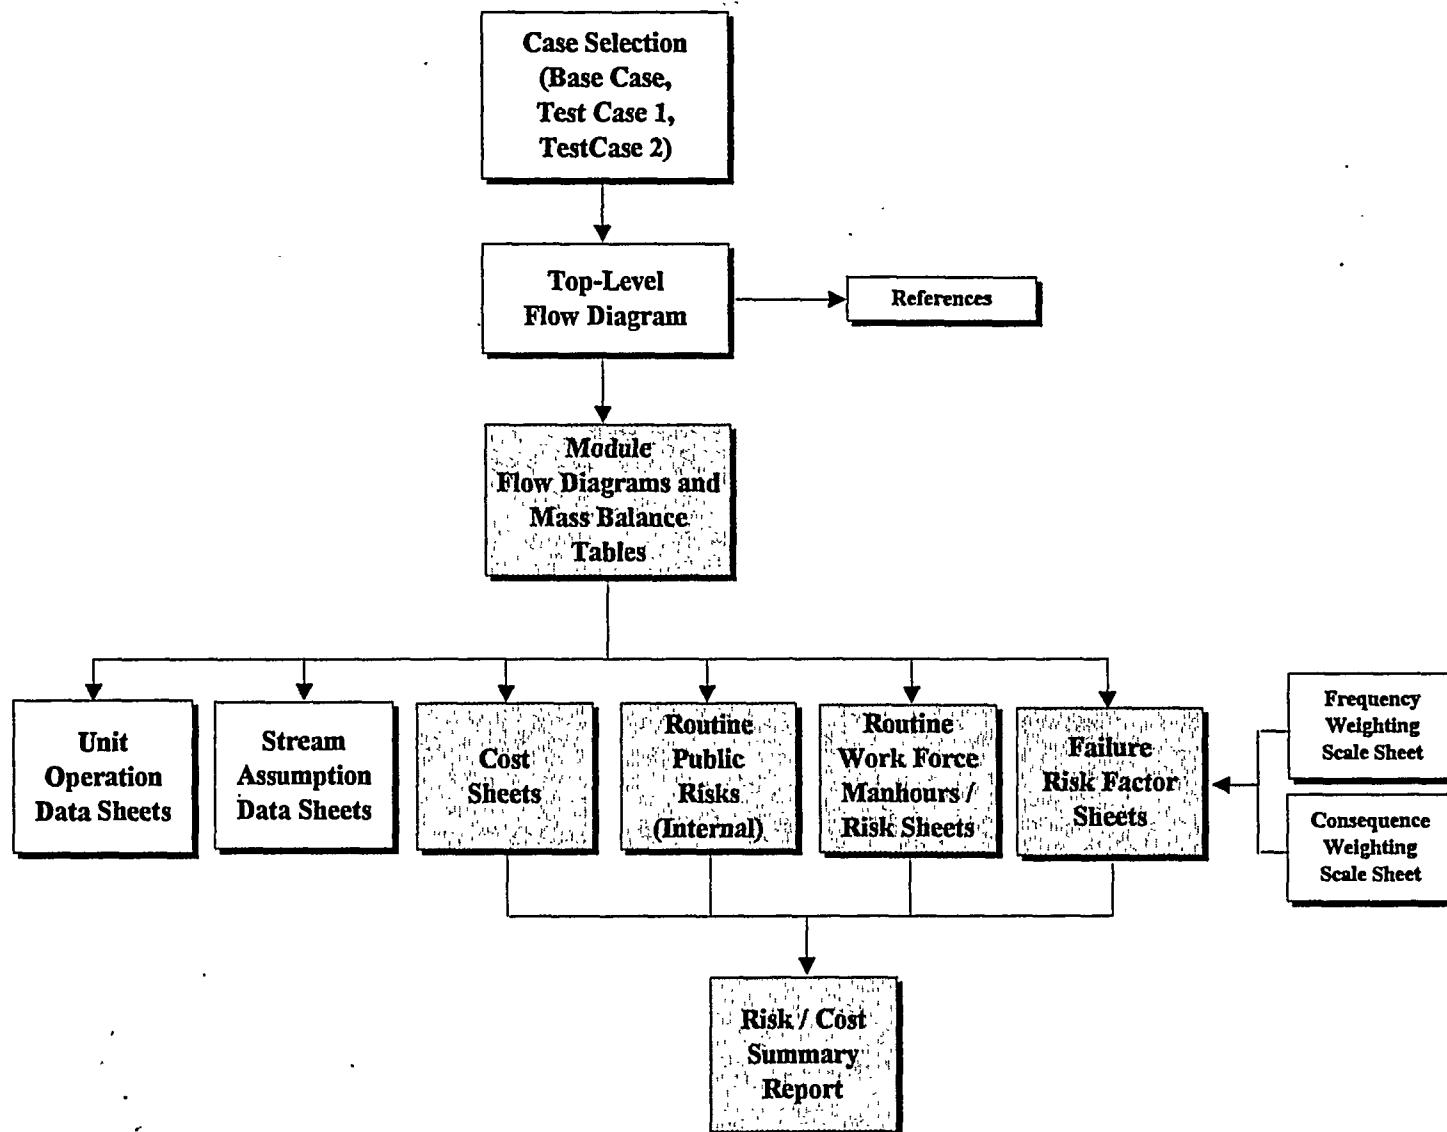 Case Selection
(Base Case,
Test Case 1,
TestCase 2)
Top-Level
Flow Diagram
References
Module
Flow Diagrams and
Mass Balance
Tables
Unit
Operation
Data Sheets
Stream
Assumption
Data Sheets
Cost
Sheets
Routine
Public
Risks
(Internal)
Routine
Work Force
Manhours /
Risk Sheets
Failure
Risk Factor
Sheets
Frequency
Weighting
Scale Sheet
Consequence
Weighting
Scale Sheet
Risk / Cost
Summary
Report